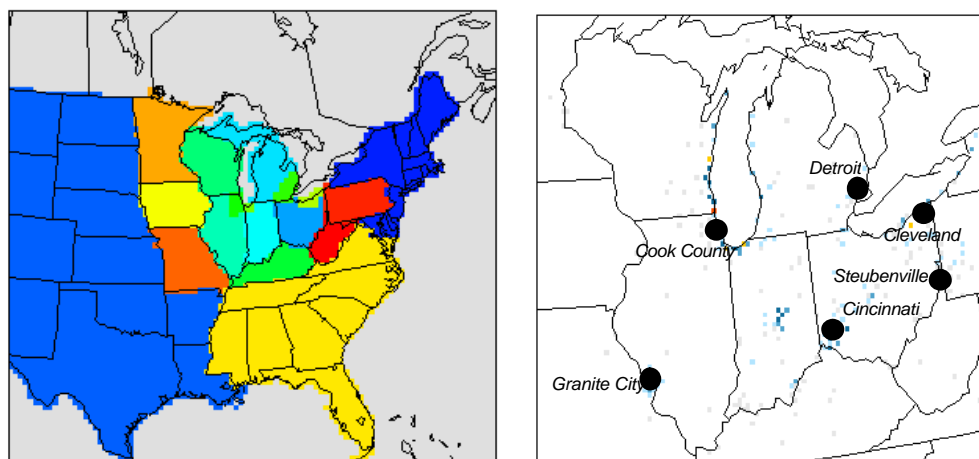 Detroit
Cleveland
Cook County
Steubenville
Cincinnati
Granite City